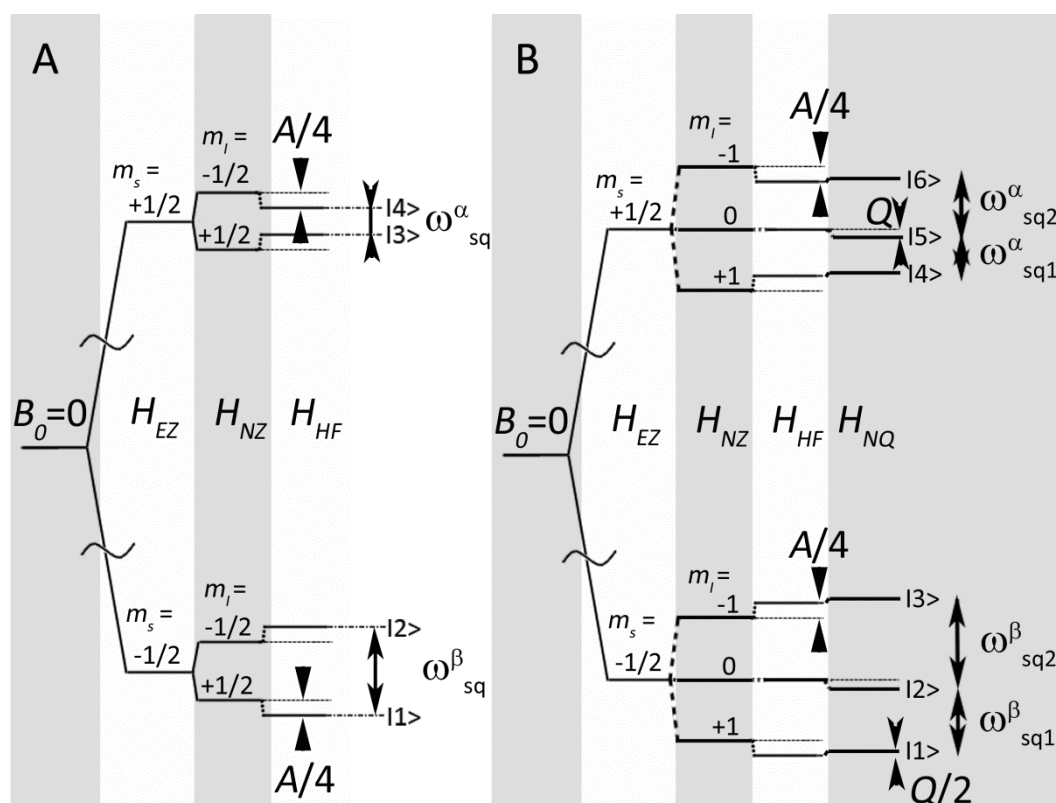 A
m_I =
A/4
m_s =
-1/2
+1/2
|4>
+1/2
|3>
ω^α_sq
B_0=0
H_EZ
H_NZ
H_HF
m_I =
m_s =
-1/2
|2>
-1/2
+1/2
ω^β_sq
|1>
A/4
B
A/4
m_I =
-1
m_s =
|6>
+1/2
0
Q
ω^α_sq2
|5>
+1
|4>
ω^α_sq1
B_0=0
H_EZ
H_NZ
H_HF
H_NQ
A/4
m_I =
-1
|3>
m_s =
ω^β_sq2
-1/2
0
|2>
+1
ω^β_sq1
|1>
Q/2